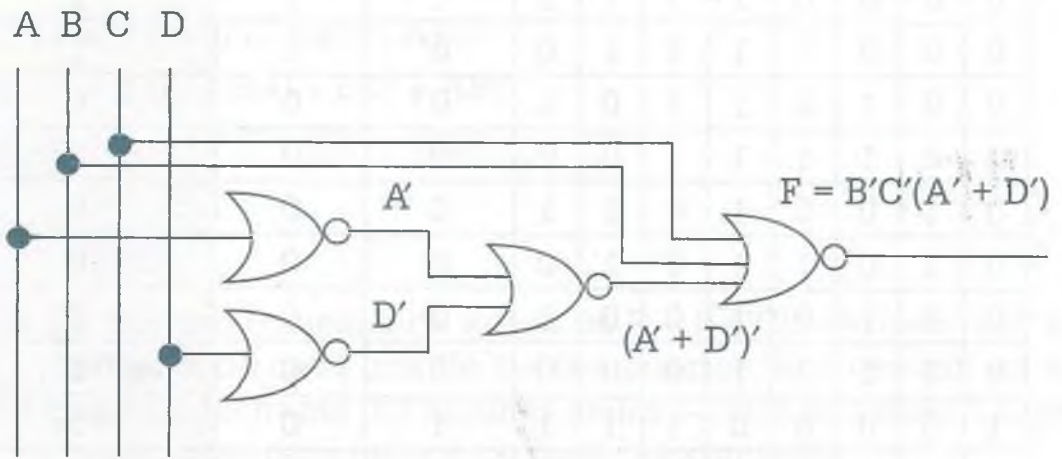 A B C D
A′
F = B′C′(A′ + D′)
D′
(A′ + D′)′